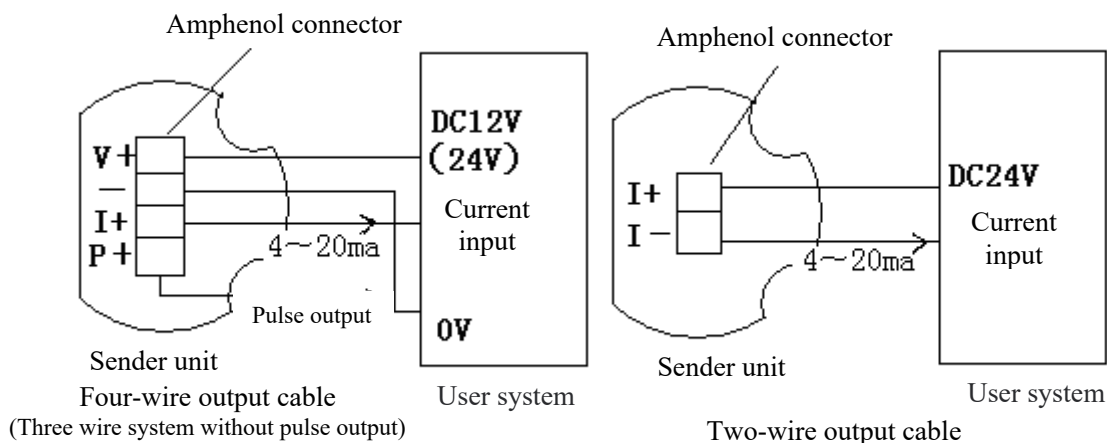 Amphenol connector
V+
—
I+
P+
DC12V
(24V)
Current
input
4~20ma
Pulse output
0V
Sender unit
User system
Four-wire output cable
(Three wire system without pulse output)
Amphenol connector
I+
I-
DC24V
Current
input
4~20ma
Sender unit
User system
Two-wire output cable